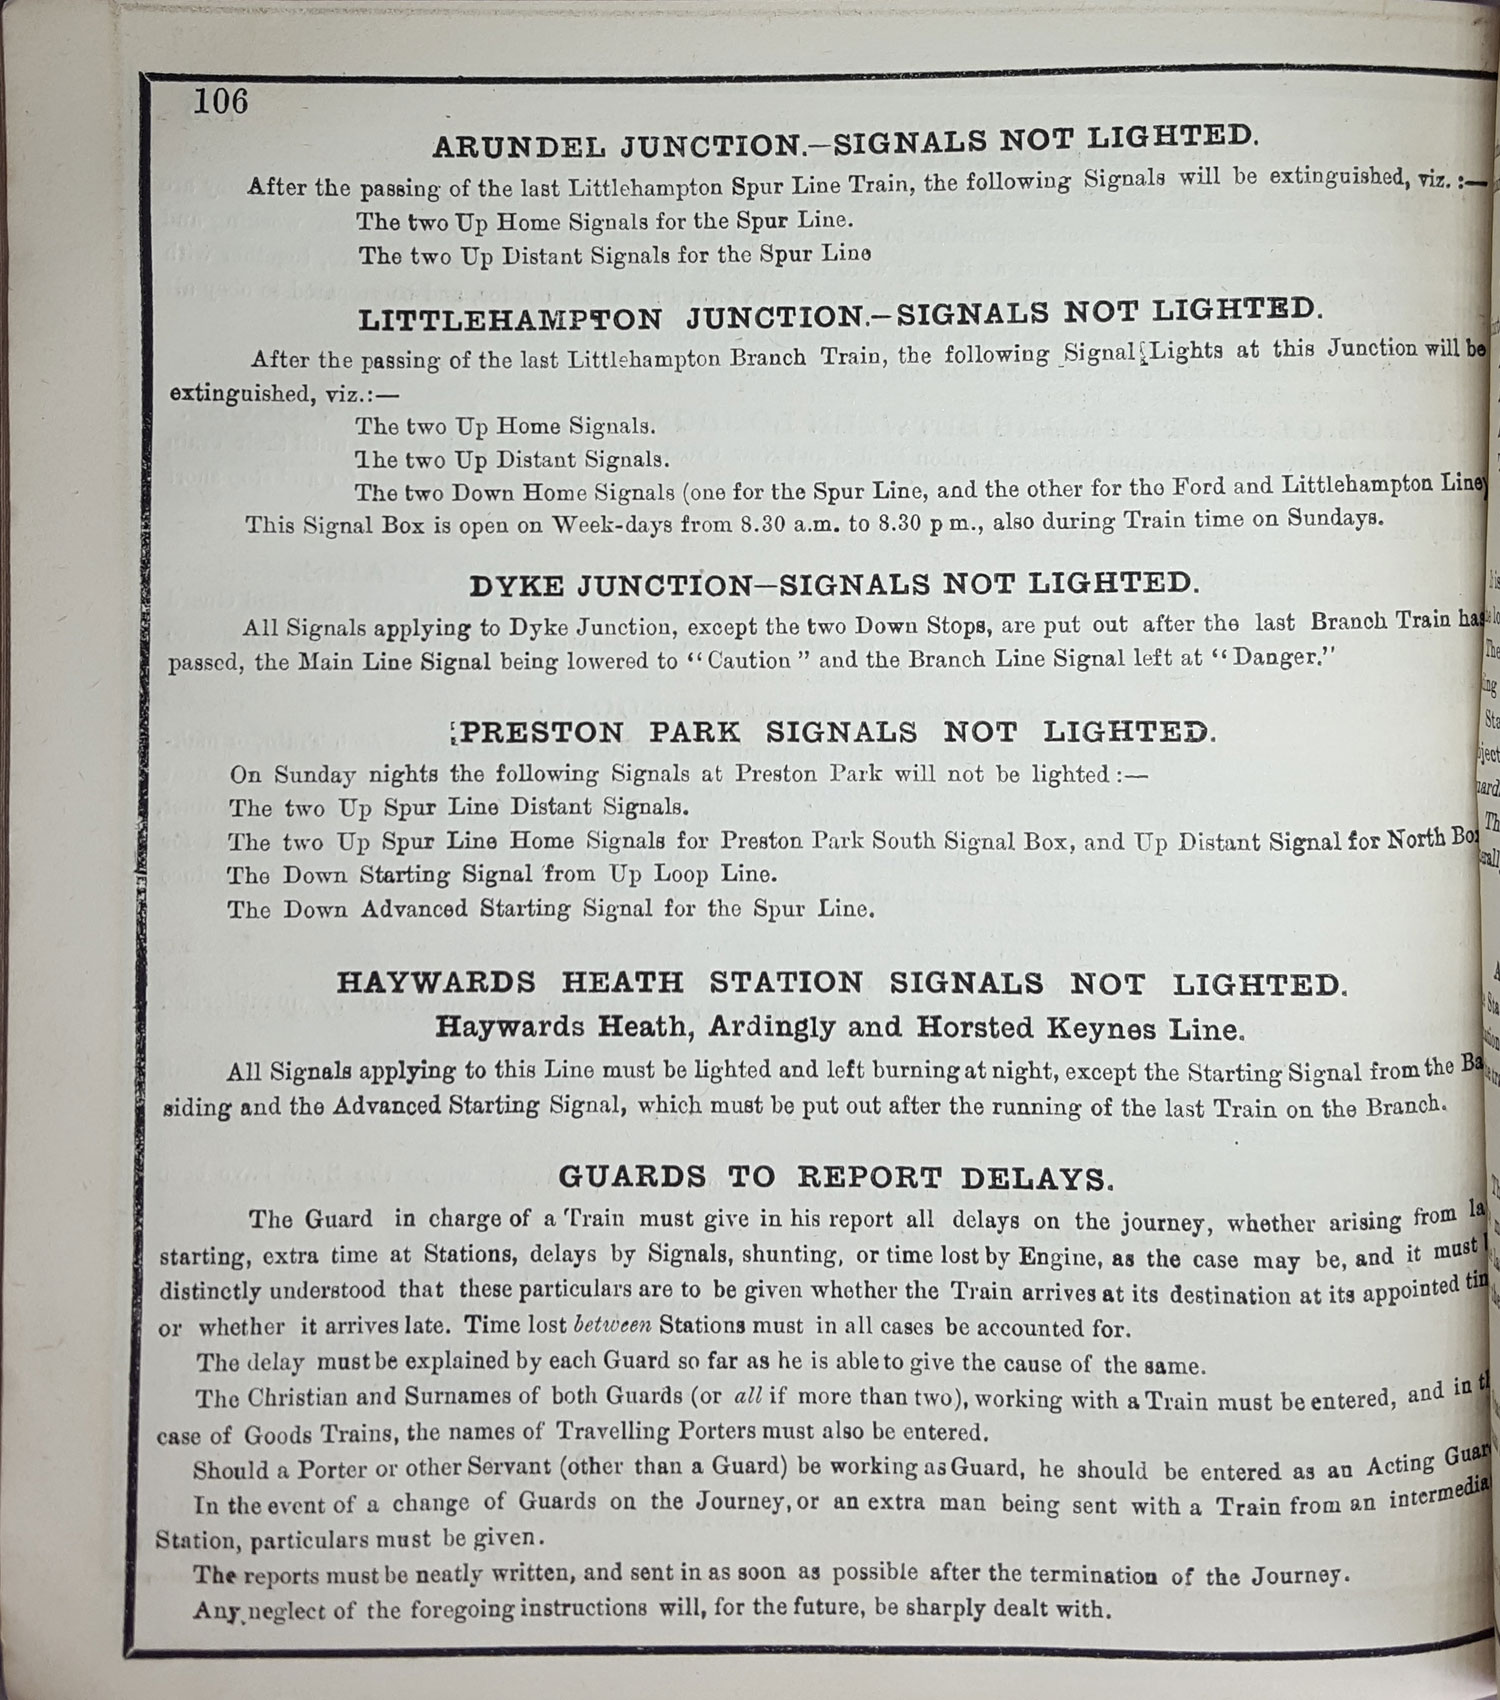 106
ARUNDEL JUNCTION.—SIGNALS NOT LIGHTED.
After the passing of the last Littlehampton Spur Line Train, the following Signals will be extinguished, viz. :—
The two Up Home Signals for the Spur Line.
The two Up Distant Signals for the Spur Line
LITTLEHAMPTON JUNCTION.—SIGNALS NOT LIGHTED.
After the passing of the last Littlehampton Branch Train, the following Signal Lights at this Junction will be
extinguished, viz.:—
The two Up Home Signals.
The two Up Distant Signals.
The two Down Home Signals (one for the Spur Line, and the other for the Ford and Littlehampton Line)
This Signal Box is open on Week-days from 8.30 a.m. to 8.30 p m., also during Train time on Sundays.
DYKE JUNCTION—SIGNALS NOT LIGHTED.
All Signals applying to Dyke Junction, except the two Down Stops, are put out after the last Branch Train has
passed, the Main Line Signal being lowered to “Caution” and the Branch Line Signal left at “Danger.”
PRESTON PARK SIGNALS NOT LIGHTED.
On Sunday nights the following Signals at Preston Park will not be lighted :—
The two Up Spur Line Distant Signals.
The two Up Spur Line Home Signals for Preston Park South Signal Box, and Up Distant Signal for North Box
The Down Starting Signal from Up Loop Line.
The Down Advanced Starting Signal for the Spur Line.
HAYWARDS HEATH STATION SIGNALS NOT LIGHTED.
Haywards Heath, Ardingly and Horsted Keynes Line.
All Signals applying to this Line must be lighted and left burning at night, except the Starting Signal from the Ba
siding and the Advanced Starting Signal, which must be put out after the running of the last Train on the Branch.
GUARDS TO REPORT DELAYS.
The Guard in charge of a Train must give in his report all delays on the journey, whether arising from la
starting, extra time at Stations, delays by Signals, shunting, or time lost by Engine, as the case may be, and it must
distinctly understood that these particulars are to be given whether the Train arrives at its destination at its appointed tim
or whether it arrives late. Time lost between Stations must in all cases be accounted for.
The delay must be explained by each Guard so far as he is able to give the cause of the same.
The Christian and Surnames of both Guards (or all if more than two), working with a Train must be entered, and in th
case of Goods Trains, the names of Travelling Porters must also be entered.
Should a Porter or other Servant (other than a Guard) be working as Guard, he should be entered as an Acting Guar
In the event of a change of Guards on the Journey, or an extra man being sent with a Train from an intermedia
Station, particulars must be given.
The reports must be neatly written, and sent in as soon as possible after the termination of the Journey.
Any neglect of the foregoing instructions will, for the future, be sharply dealt with.